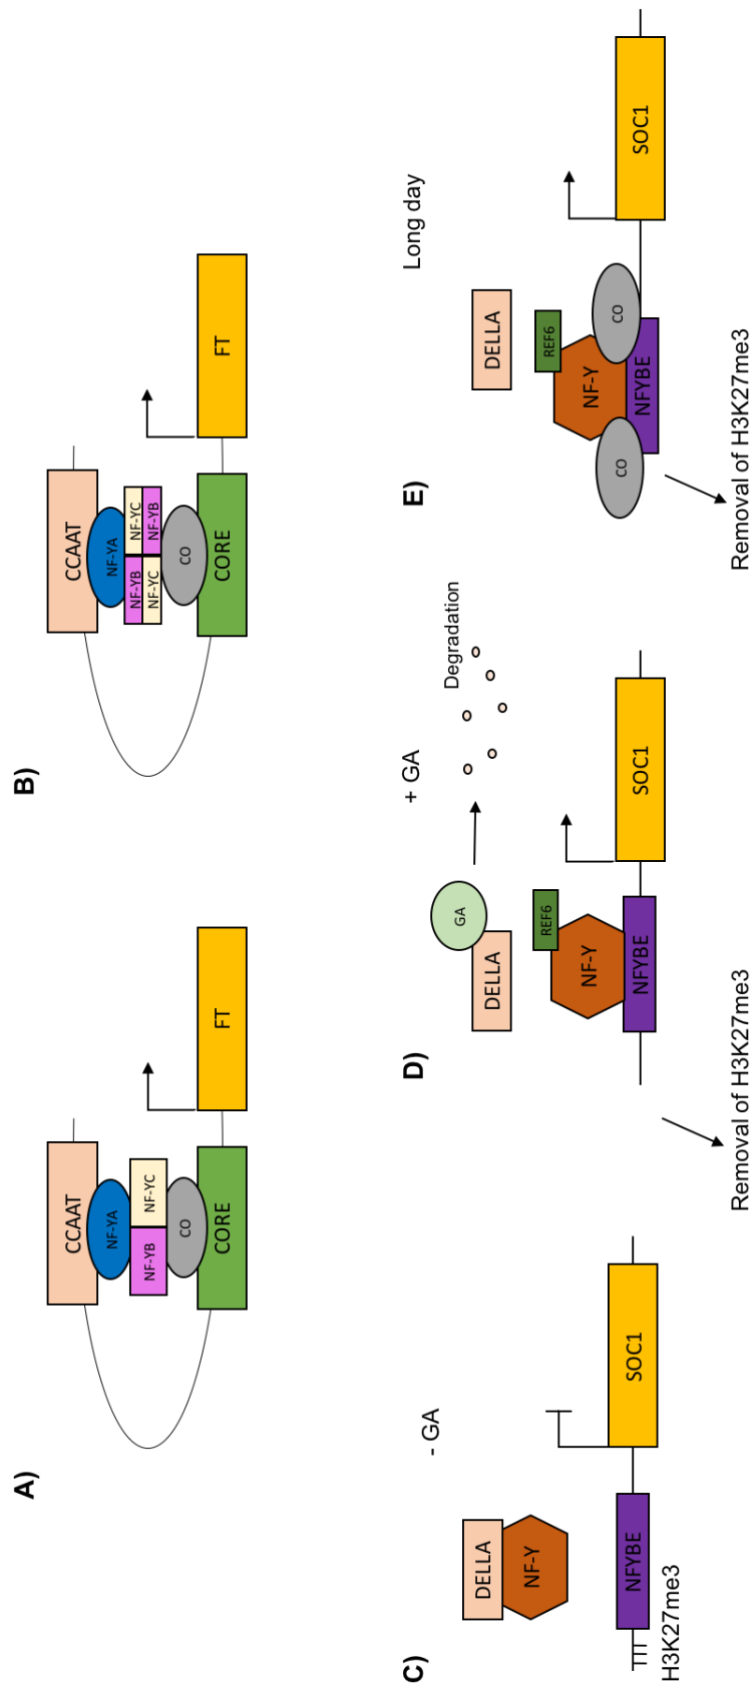 A)
CCAAT
NF-YA
NF-YB
NF-YC
CO
CORE
FT
B)
CCAAT
NF-YA
NF-YB
NF-YC
NF-YC
NF-YB
CO
CORE
FT
C)
- GA
DELLA
NF-Y
NFYBE
SOC1
H3K27me3
D)
+ GA
GA
DELLA
Degradation
REF6
NF-Y
NFYBE
SOC1
Removal of H3K27me3
E)
Long day
DELLA
REF6
NF-Y
CO
CO
NFYBE
SOC1
Removal of H3K27me3